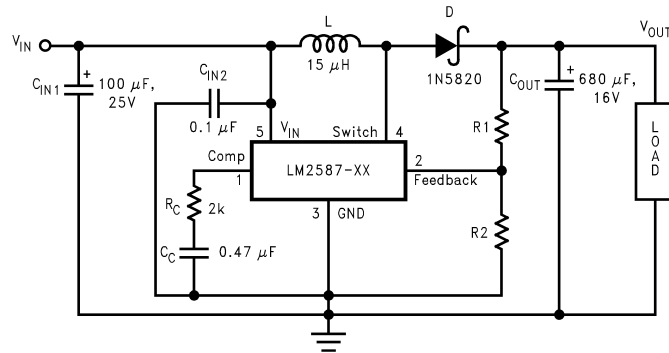 D
L
V_OUT
V_IN
15 μH
1N5820
C_IN1
+
100 μF,
25V
C_IN2
0.1 μF
C_OUT
+
680 μF,
16V
R1
L
O
A
D
5
V_IN
Switch
4
Comp
1
LM2587-XX
2
Feedback
R_C
2k
3
GND
R2
C_C
0.47 μF